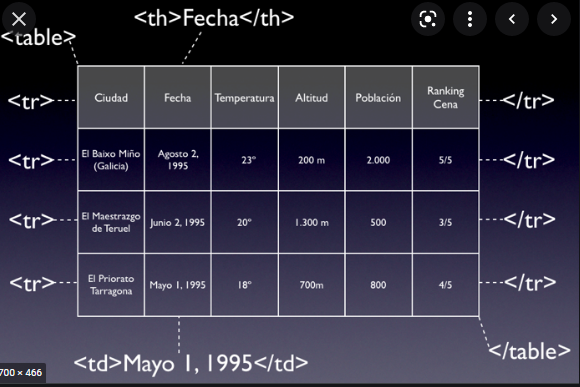 <th>Fecha</th>
<table>
<tr>
Ciudad
Fecha
Temperatura
Altitud
Población
Ranking
Cena
</tr>
<tr>
El Baixo Miño
(Galicia)
Agosto 2,
1995
23º
200 m
2.000
5/5
</tr>
<tr>
El Maestrazgo
de Teruel
Junio 2, 1995
20º
1.300 m
500
3/5
</tr>
<tr>
El Priorato
Tarragona
Mayo 1, 1995
18º
700m
800
4/5
</tr>
</table>
<td>Mayo 1, 1995</td>
700 × 466